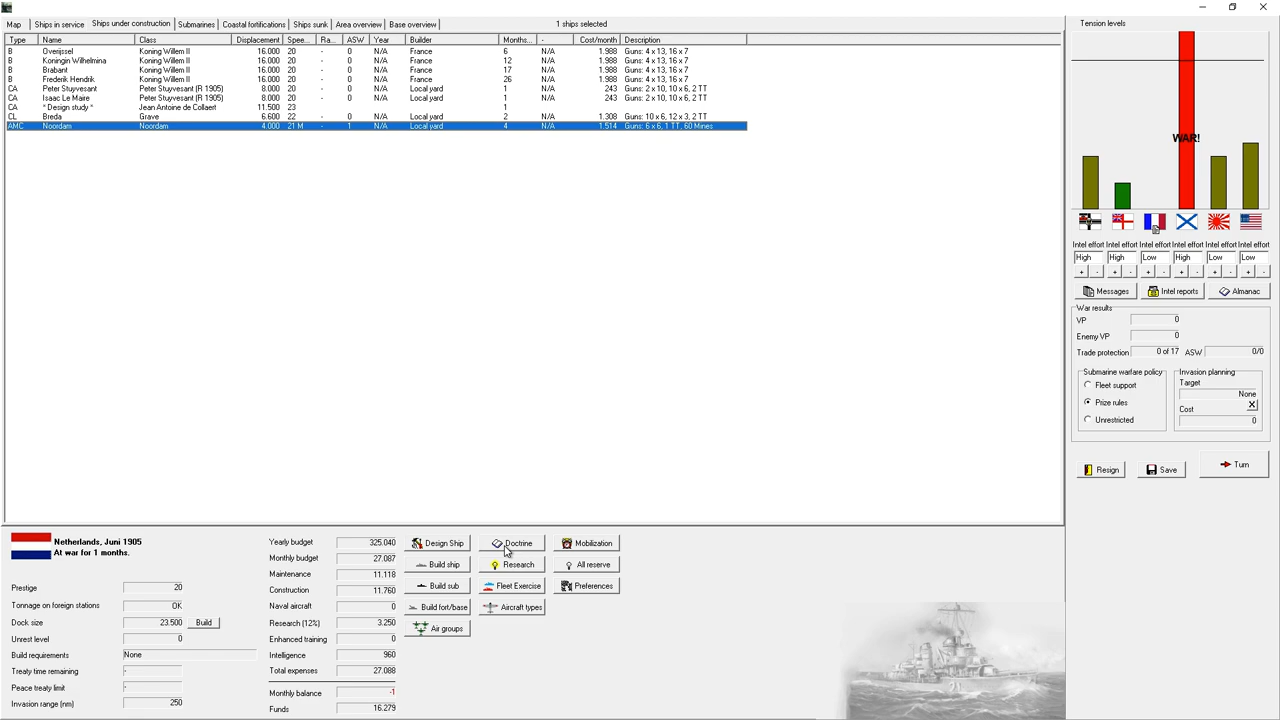 Map Ships in service Ships under construction Submarines Coastal fortifications Ships sunk Area overview Base overview 1 ships selected
Type Name Class Displacement Spee... Ra... ASW Year Builder Months... - Cost/month Description
B Overijssel Koning Willem II 16.000 20 - 0 N/A France 6 N/A 1.988 Guns: 4 x 13, 16 x 7
B Koningin Wilhelmina Koning Willem II 16.000 20 - 0 N/A France 12 N/A 1.988 Guns: 4 x 13, 16 x 7
B Brabant Koning Willem II 16.000 20 - 0 N/A France 17 N/A 1.988 Guns: 4 x 13, 16 x 7
B Frederik Hendrik Koning Willem II 16.000 20 - 0 N/A France 26 N/A 1.988 Guns: 4 x 13, 16 x 7
CA Peter Stuyvesant Peter Stuyvesant (R 1905) 8.000 20 - 0 N/A Local yard 1 N/A 243 Guns: 2 x 10, 10 x 6, 2 TT
CA Isaac Le Maire Peter Stuyvesant (R 1905) 8.000 20 - 0 N/A Local yard 1 N/A 243 Guns: 2 x 10, 10 x 6, 2 TT
CA * Design study * Jean Antoine de Collaert 11.500 23 1
CL Breda Grave 6.600 22 - 0 N/A Local yard 2 N/A 1.308 Guns: 10 x 6, 12 x 3, 2 TT
AMC Noordam Noordam 4.000 21 M - 1 N/A Local yard 4 N/A 1.514 Guns: 6 x 6, 1 TT, 60 Mines
Tension levels
WAR!
Intel effort Intel effort Intel effort Intel effort Intel effort Intel effort
High High Low High Low Low
+ - + - + - + - + - + -
Messages Intel reports Almanac
War results
VP 0
Enemy VP 0
Trade protection 0 of 17 ASW 0/0
Submarine warfare policy
Fleet support
Prize rules
Unrestricted
Invasion planning
Target
None
Cost X
0
Resign Save Turn
Netherlands, Juni 1905
At war for 1 months.
Prestige 20
Tonnage on foreign stations OK
Dock size 23.500 Build
Unrest level 0
Build requirements None
Treaty time remaining -
Peace treaty limit -
Invasion range (nm) 250
Yearly budget 325.040
Monthly budget 27.087
Maintenance 11.118
Construction 11.760
Naval aircraft 0
Research (12%) 3.250
Enhanced training 0
Intelligence 960
Total expenses 27.088
Monthly balance -1
Funds 16.279
Design Ship Doctrine Mobilization
Build ship Research All reserve
Build sub Fleet Exercise Preferences
Build fort/base Aircraft types
Air groups